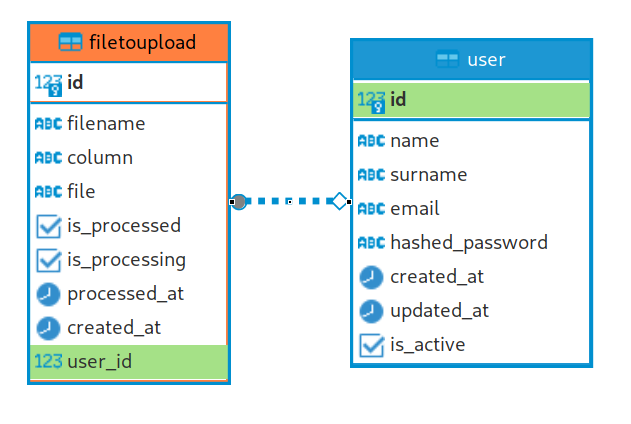 filetoupload
123 id
ABC filename
ABC column
ABC file
is_processed
is_processing
processed_at
created_at
123 user_id
user
123 id
ABC name
ABC surname
ABC email
ABC hashed_password
created_at
updated_at
is_active